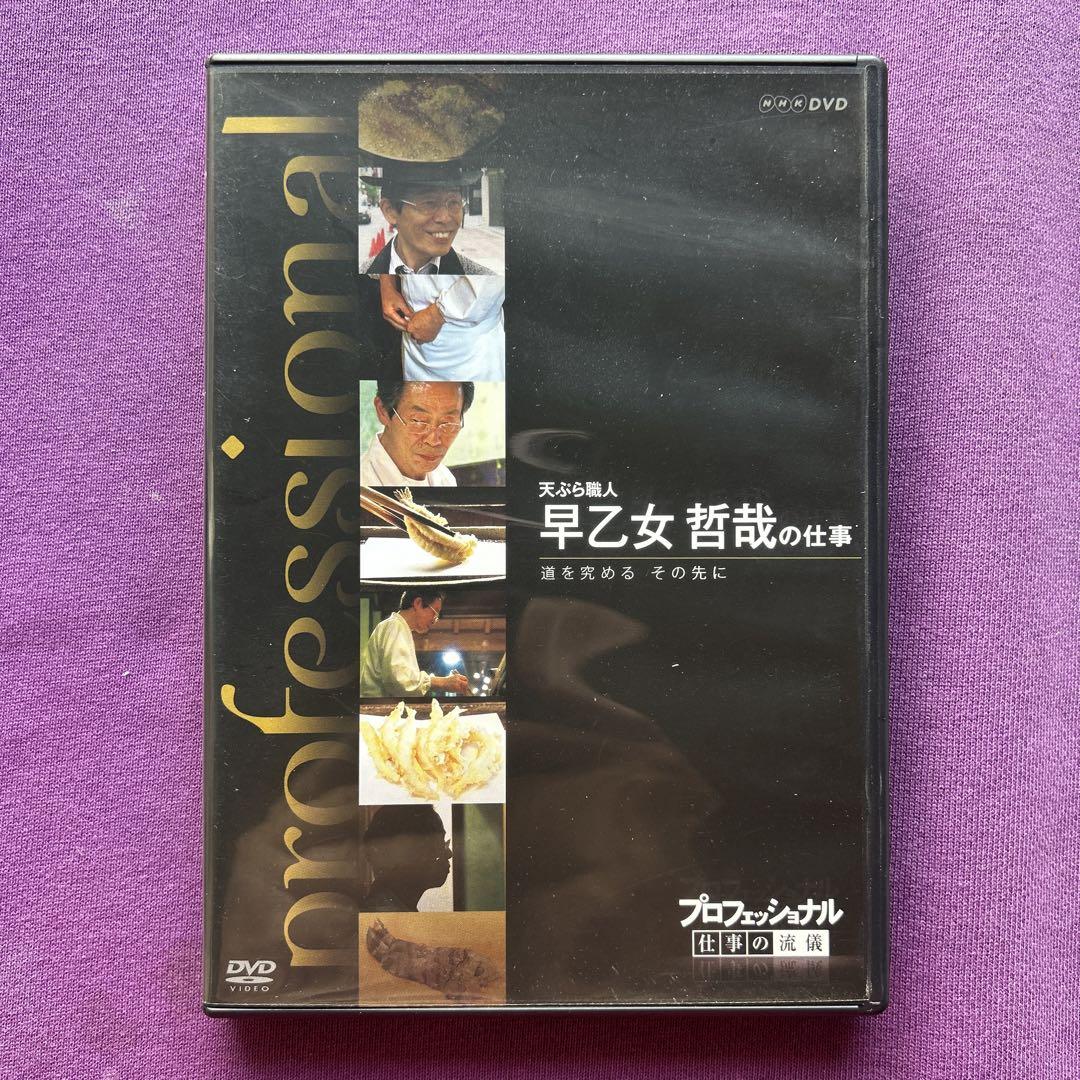 NHK DVD
professional
天ぷら職人
早乙女 哲哉の仕事
道を究める その先に
プロフェッショナル
仕事の流儀
DVD
VIDEO